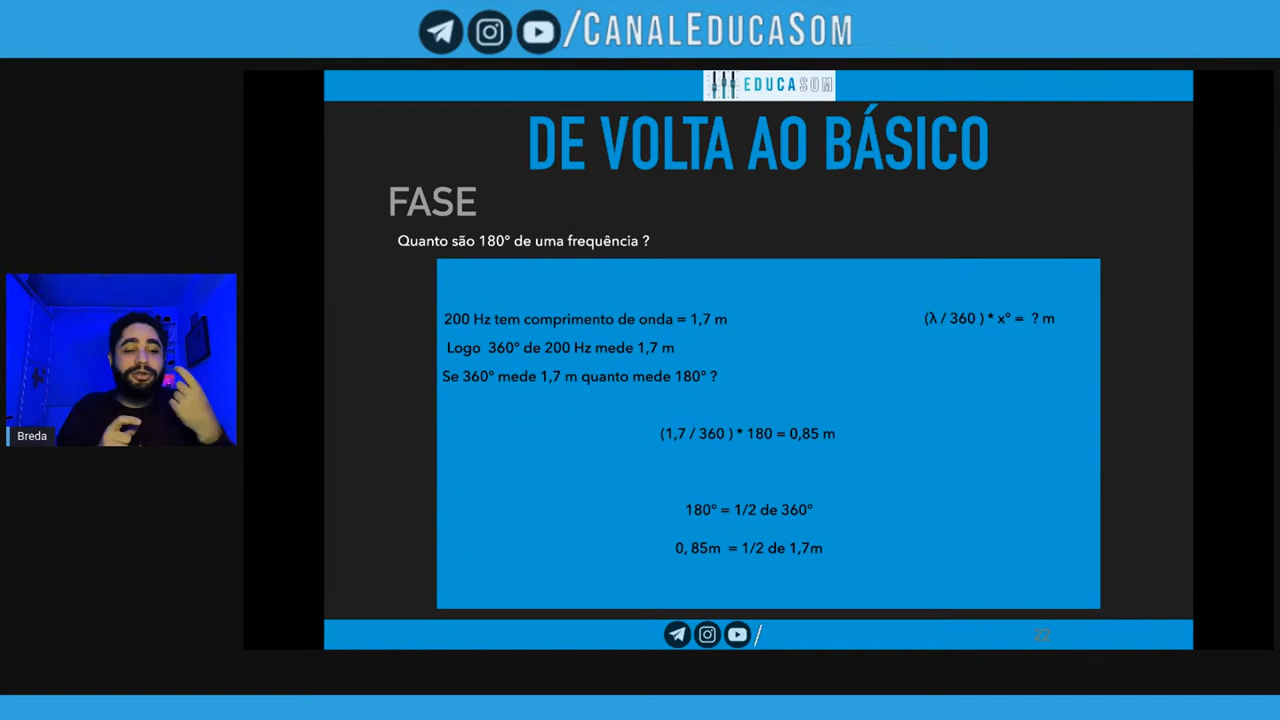 /CANALEDUCASOM
EDUCASOM
DE VOLTA AO BÁSICO
FASE
Quanto são 180° de uma frequência ?
200 Hz tem comprimento de onda = 1,7 m
(λ / 360 ) * x° = ? m
Logo 360° de 200 Hz mede 1,7 m
Se 360° mede 1,7 m quanto mede 180° ?
(1,7 / 360 ) * 180 = 0,85 m
180° = 1/2 de 360°
0, 85m = 1/2 de 1,7m
Breda
/
22